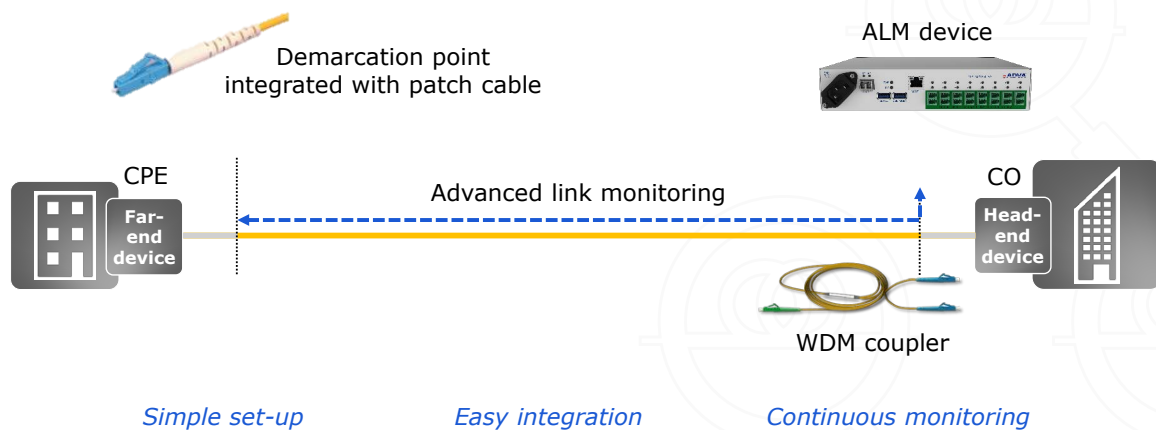 Demarcation point
integrated with patch cable
ALM device
ADVA
CPE
Advanced link monitoring
CO
Far-
end
device
Head-
end
device
WDM coupler
Simple set-up
Easy integration
Continuous monitoring